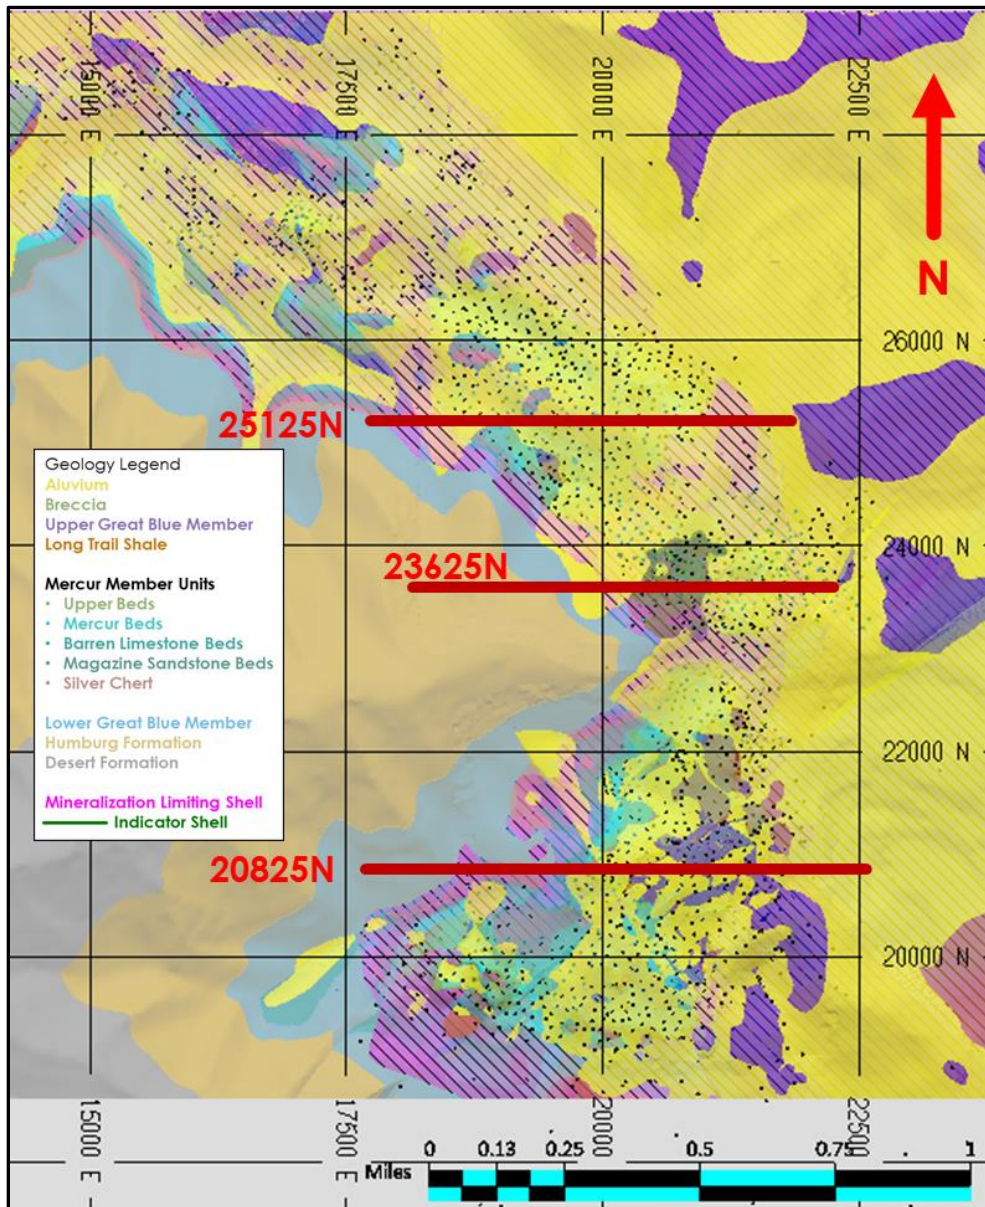 15000 E
17500 E
20000 E
22500 E
N
26000 N
25125N
Geology Legend
Aluvium
Breccia
Upper Great Blue Member
Long Trail Shale
Mercur Member Units
• Upper Beds
• Mercur Beds
• Barren Limestone Beds
• Magazine Sandstone Beds
• Silver Chert
Lower Great Blue Member
Humburg Formation
Desert Formation
Mineralization Limiting Shell
Indicator Shell
24000 N
23625N
22000 N
20825N
20000 N
15000 E
17500 E
20000 E
22500 E
Miles 0 0.13 0.25 0.5 0.75 1